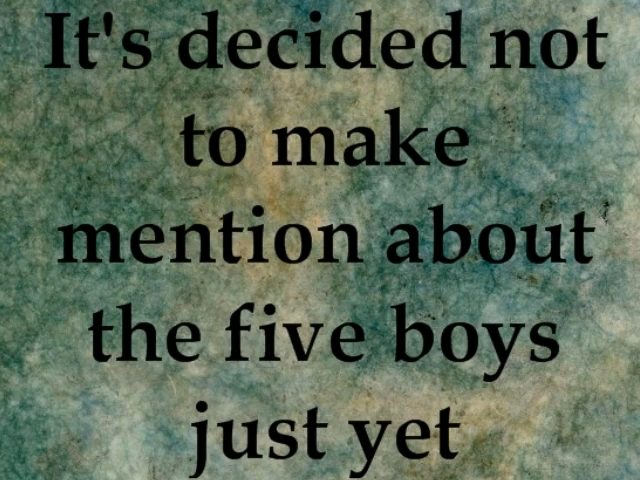 It's decided not
to make
mention about
the five boys
just yet